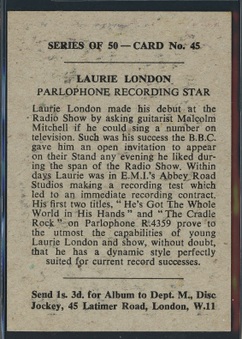 SERIES OF 50 — CARD No. 45
LAURIE LONDON
PARLOPHONE RECORDING STAR
Laurie London made his debut at the
Radio Show by asking guitarist Malcolm
Mitchell if he could sing a number on
television. Such was his success the B.B.C.
gave him an open invitation to appear
on their Stand any evening he liked dur-
ing the span of the Radio Show. Within
days Laurie was in E.M.I.'s Abbey Road
Studios making a recording test which
led to an immediate recording contract.
His first two titles, "He's Got The Whole
World in His Hands" and "The Cradle
Rock" on Parlophone R.4359 prove to
the utmost the capabilities of young
Laurie London and show, without doubt,
that he has a dynamic style perfectly
suited for current record successes.
Send 1s. 3d. for Album to Dept. M., Disc
Jockey, 45 Latimer Road, London, W.11